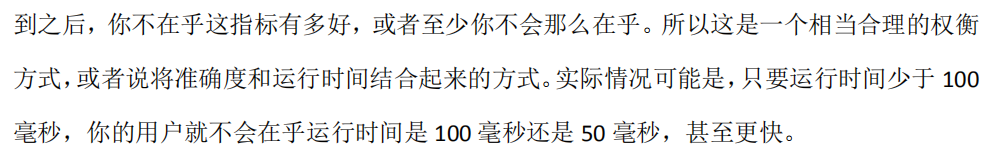 到之后，你不在乎这指标有多好，或者至少你不会那么在乎。所以这是一个相当合理的权衡
方式，或者说将准确度和运行时间结合起来的方式。实际情况可能是，只要运行时间少于 100
毫秒，你的用户就不会在乎运行时间是 100 毫秒还是 50 毫秒，甚至更快。